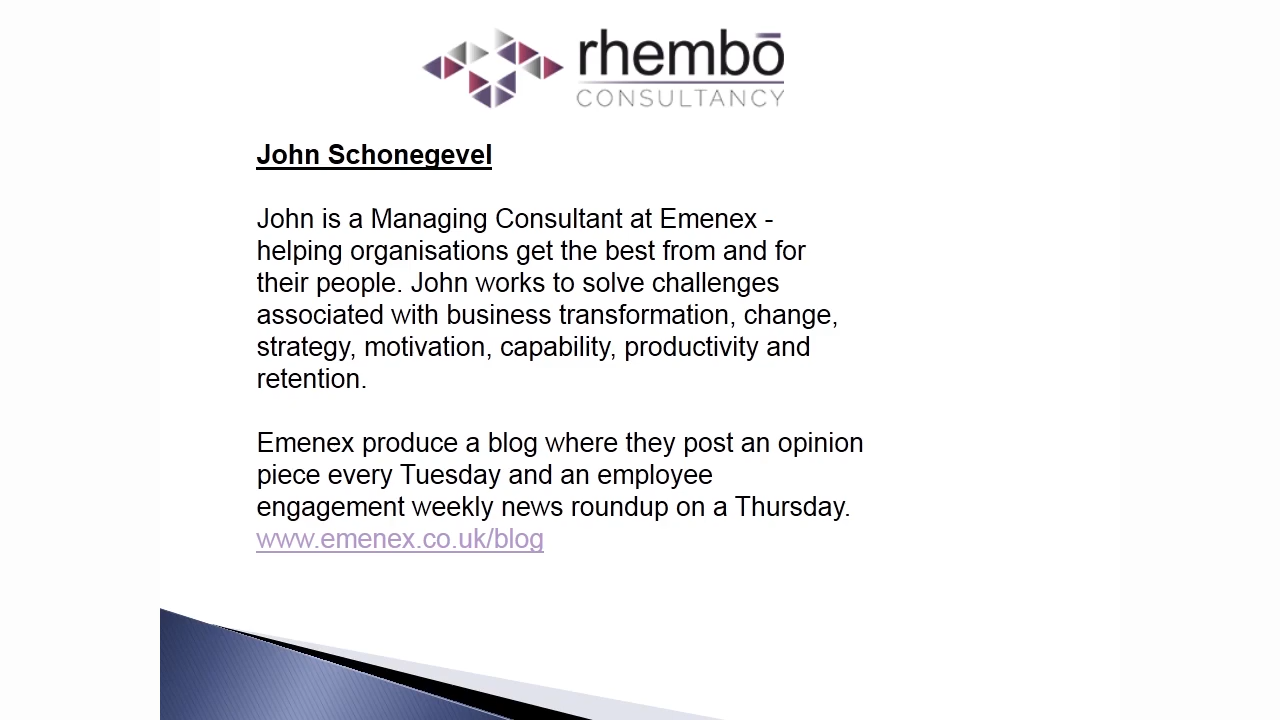 rhembō
CONSULTANCY
John Schonegevel
John is a Managing Consultant at Emenex -
helping organisations get the best from and for
their people. John works to solve challenges
associated with business transformation, change,
strategy, motivation, capability, productivity and
retention.
Emenex produce a blog where they post an opinion
piece every Tuesday and an employee
engagement weekly news roundup on a Thursday.
www.emenex.co.uk/blog